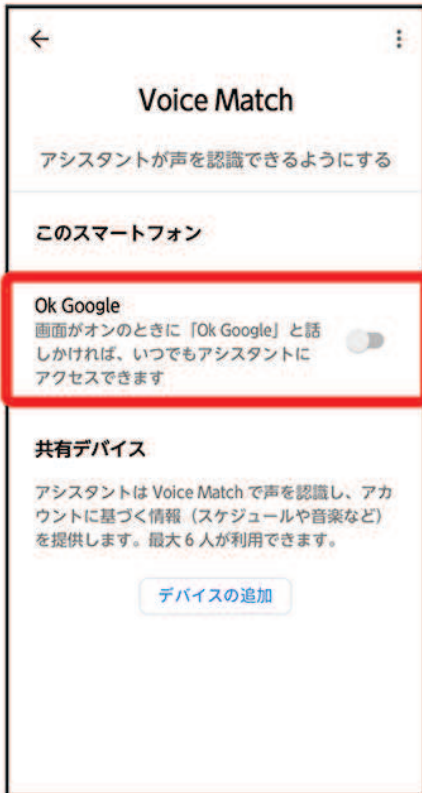 Voice Match
アシスタントが声を認識できるようにする
このスマートフォン
Ok Google
画面がオンのときに「Ok Google」と話
しかければ、いつでもアシスタントに
アクセスできます
共有デバイス
アシスタントは Voice Match で声を認識し、アカ
ウントに基づく情報（スケジュールや音楽など）
を提供します。最大 6 人が利用できます。
デバイスの追加